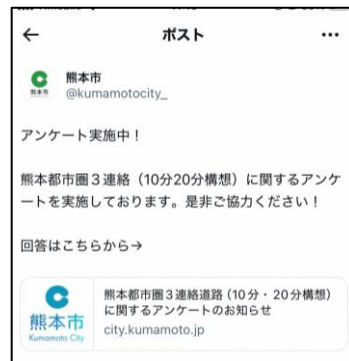 ポスト
熊本市
熊本市
@kumamotocity_
アンケート実施中！
熊本都市圏３連絡（10分20分構想）に関するアンケ
ートを実施しております。是非ご協力ください！
回答はこちらから→
熊本市
Kumamoto City
熊本都市圏３連絡道路（10分・20分構想）
に関するアンケートのお知らせ
city.kumamoto.jp